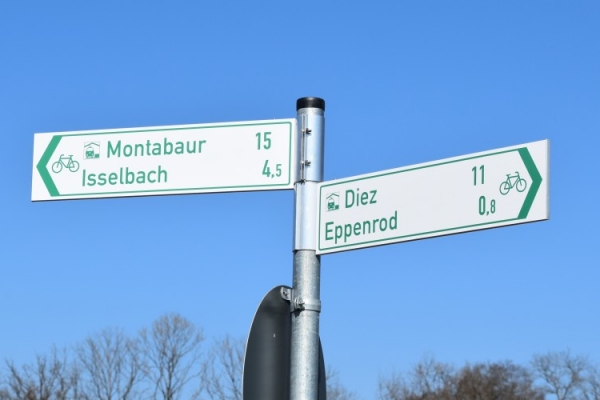 Montabaur 15
Isselbach 4,5
Diez 11
Eppenrod 0,8